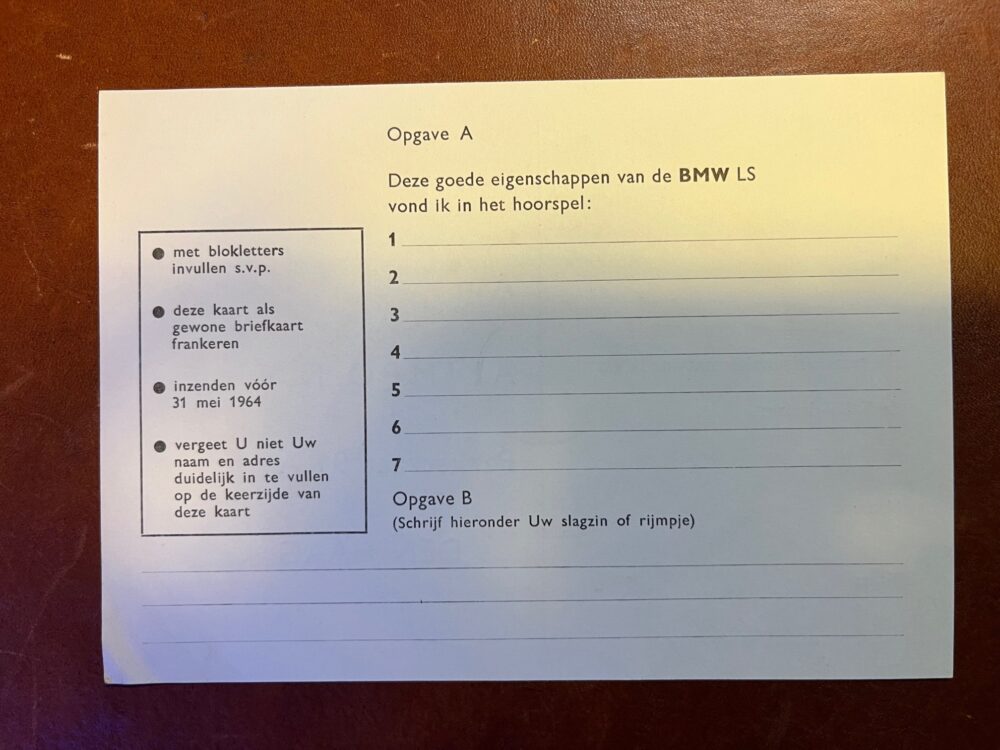 Opgave A
Deze goede eigenschappen van de BMW LS
vond ik in het hoorspel:
1
2
3
4
5
6
7
● met blokletters
invullen s.v.p.
● deze kaart als
gewone briefkaart
frankeren
● inzenden vóór
31 mei 1964
● vergeet U niet Uw
naam en adres
duidelijk in te vullen
op de keerzijde van
deze kaart
Opgave B
(Schrijf hieronder Uw slagzin of rijmpje)